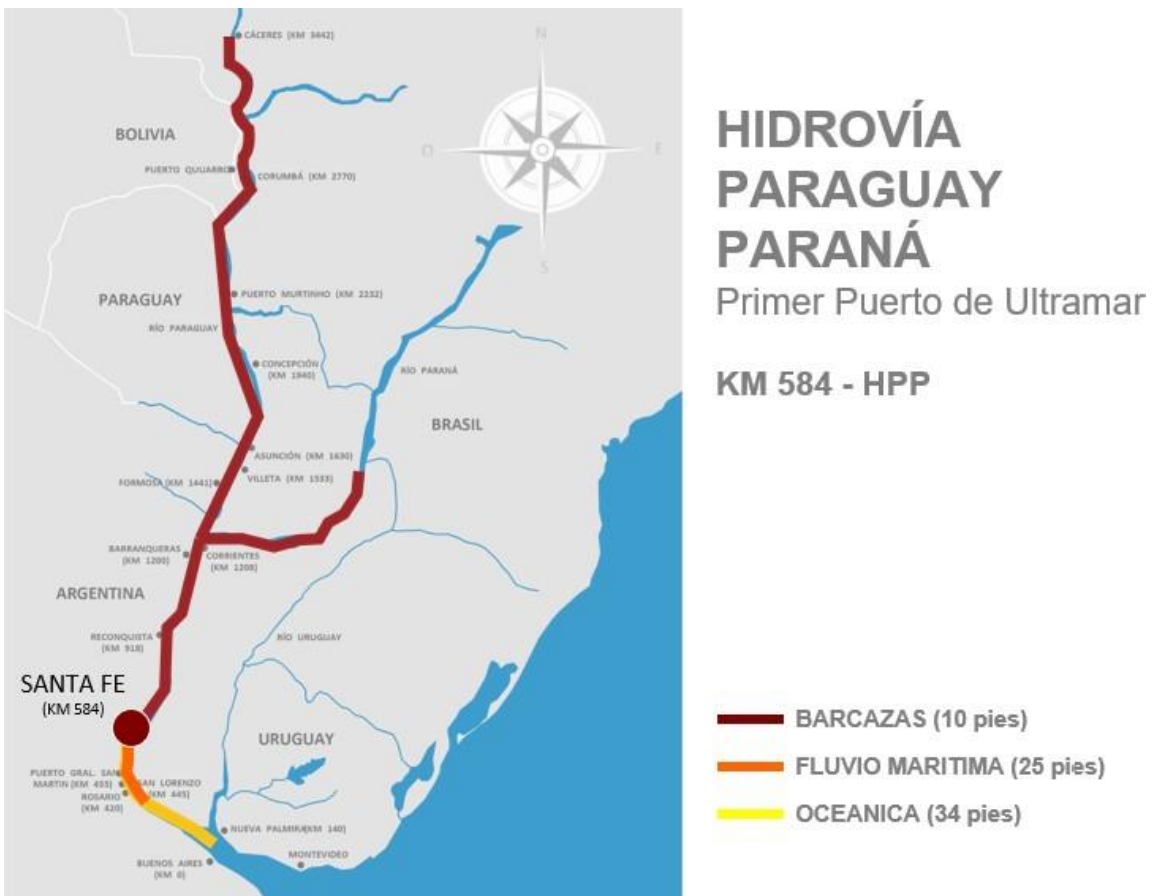 CÁCERES (KM 3442)
BOLIVIA
PUERTO QUIJARRO
CORUMBÁ (KM 2770)
N
O
E
S
PARAGUAY
PUERTO MURTINHO (KM 2232)
RÍO PARAGUAY
CONCEPCIÓN
(KM 1940)
RÍO PARANÁ
BRASIL
ASUNCIÓN (KM 1630)
VILLETA (KM 1533)
FORMOSA (KM 1441)
BARRANQUERAS
(KM 1200)
CORRIENTES
(KM 1208)
ARGENTINA
RECONQUISTA
(KM 918)
RÍO URUGUAY
SANTA FE
(KM 584)
URUGUAY
PUERTO GRAL. SAN
MARTIN (KM 455)
SAN LORENZO
(KM 445)
ROSARIO
(KM 420)
NUEVA PALMIRA(KM 140)
BUENOS AIRES
(KM 0)
MONTEVIDEO
HIDROVÍA
PARAGUAY
PARANÁ
Primer Puerto de Ultramar
KM 584 - HPP
BARCAZAS (10 pies)
FLUVIO MARITIMA (25 pies)
OCEANICA (34 pies)